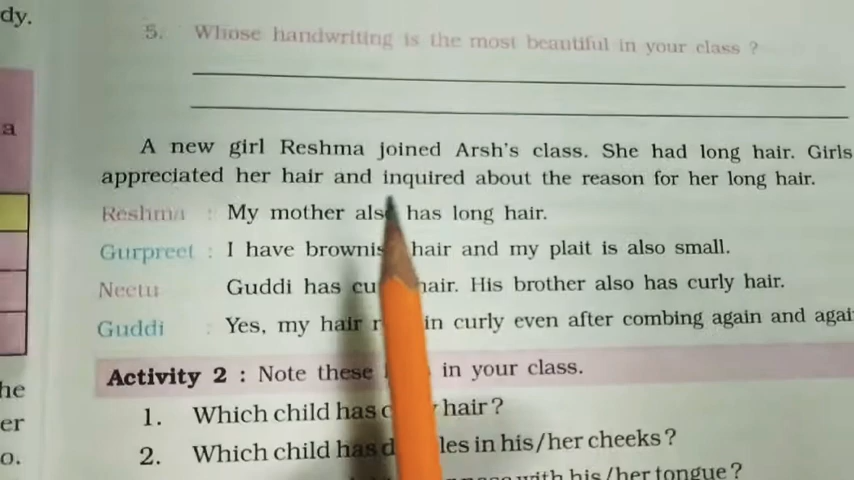 dy.
5. Whose handwriting is the most beautiful in your class ?
a
A new girl Reshma joined Arsh's class. She had long hair. Girls
appreciated her hair and inquired about the reason for her long hair.
Reshma : My mother also has long hair.
Gurpreet : I have brownis hair and my plait is also small.
Neetu Guddi has cu hair. His brother also has curly hair.
Guddi : Yes, my hair r in curly even after combing again and agai
Activity 2 : Note these in your class.
he
1. Which child has c y hair ?
er
2. Which child has d les in his/her cheeks ?
o.
with his/her tongue ?